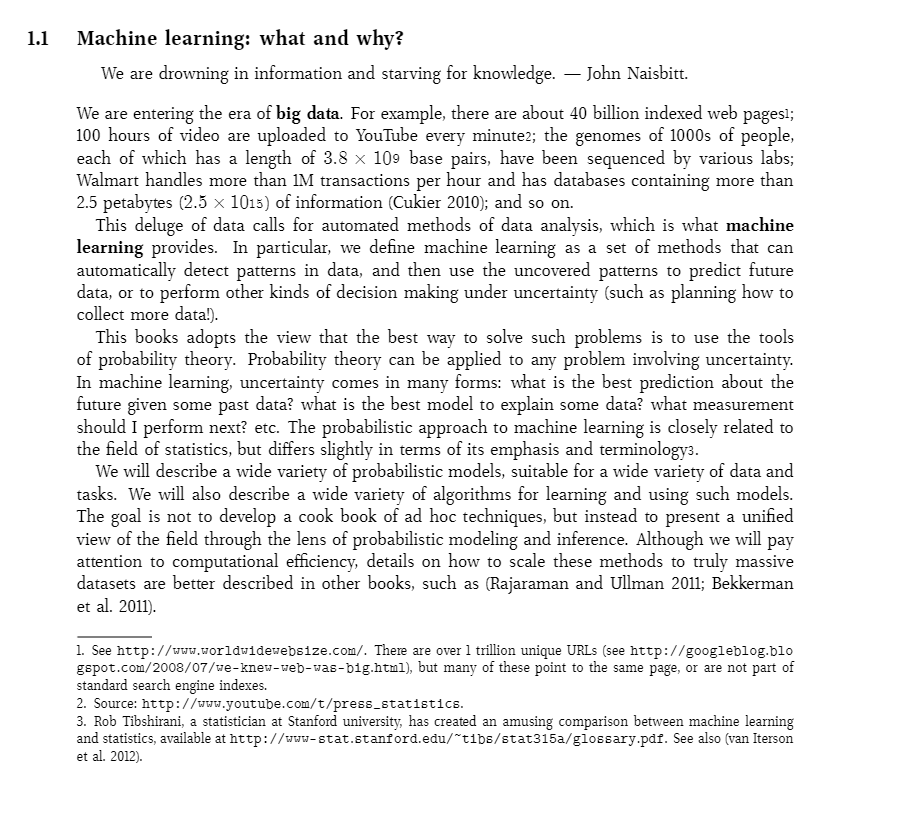 1.1 Machine learning: what and why?
We are drowning in information and starving for knowledge. — John Naisbitt.
We are entering the era of big data. For example, there are about 40 billion indexed web pages1;
100 hours of video are uploaded to YouTube every minute2; the genomes of 1000s of people,
each of which has a length of 3.8 × 109 base pairs, have been sequenced by various labs;
Walmart handles more than 1M transactions per hour and has databases containing more than
2.5 petabytes (2.5 × 1015) of information (Cukier 2010); and so on.
This deluge of data calls for automated methods of data analysis, which is what machine
learning provides. In particular, we define machine learning as a set of methods that can
automatically detect patterns in data, and then use the uncovered patterns to predict future
data, or to perform other kinds of decision making under uncertainty (such as planning how to
collect more data!).
This books adopts the view that the best way to solve such problems is to use the tools
of probability theory. Probability theory can be applied to any problem involving uncertainty.
In machine learning, uncertainty comes in many forms: what is the best prediction about the
future given some past data? what is the best model to explain some data? what measurement
should I perform next? etc. The probabilistic approach to machine learning is closely related to
the field of statistics, but differs slightly in terms of its emphasis and terminology3.
We will describe a wide variety of probabilistic models, suitable for a wide variety of data and
tasks. We will also describe a wide variety of algorithms for learning and using such models.
The goal is not to develop a cook book of ad hoc techniques, but instead to present a unified
view of the field through the lens of probabilistic modeling and inference. Although we will pay
attention to computational efficiency, details on how to scale these methods to truly massive
datasets are better described in other books, such as (Rajaraman and Ullman 2011; Bekkerman
et al. 2011).
1. See http://www.worldwidewebsize.com/. There are over 1 trillion unique URLs (see http://googleblog.blo
gspot.com/2008/07/we-knew-web-was-big.html), but many of these point to the same page, or are not part of
standard search engine indexes.
2. Source: http://www.youtube.com/t/press_statistics.
3. Rob Tibshirani, a statistician at Stanford university, has created an amusing comparison between machine learning
and statistics, available at http://www-stat.stanford.edu/~tibs/stat315a/glossary.pdf. See also (van Iterson
et al. 2012).